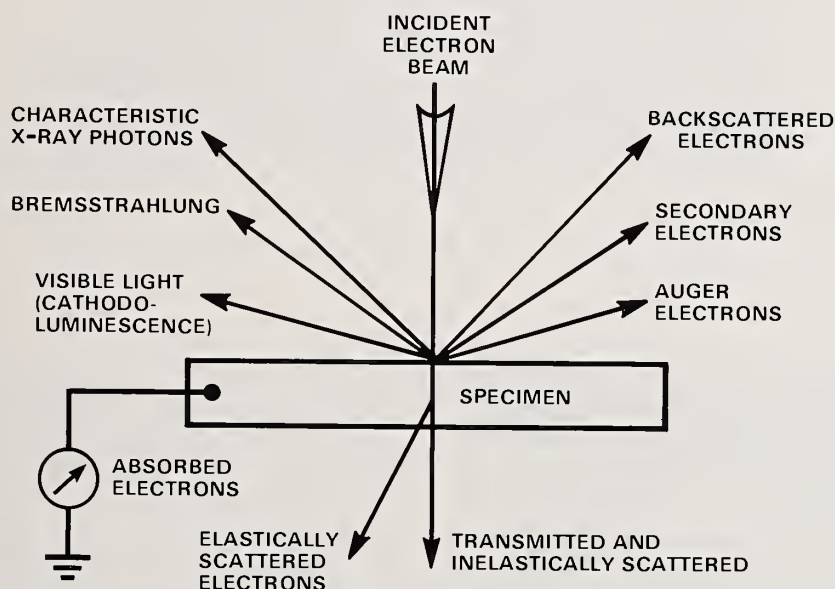 INCIDENT
ELECTRON
BEAM
CHARACTERISTIC
X-RAY PHOTONS
BREMSSTRAHLUNG
VISIBLE LIGHT
(CATHODO-
LUMINESCENCE)
BACKSCATTERED
ELECTRONS
SECONDARY
ELECTRONS
AUGER
ELECTRONS
SPECIMEN
ABSORBED
ELECTRONS
ELASTICALLY
SCATTERED
ELECTRONS
TRANSMITTED AND
INELASTICALLY SCATTERED